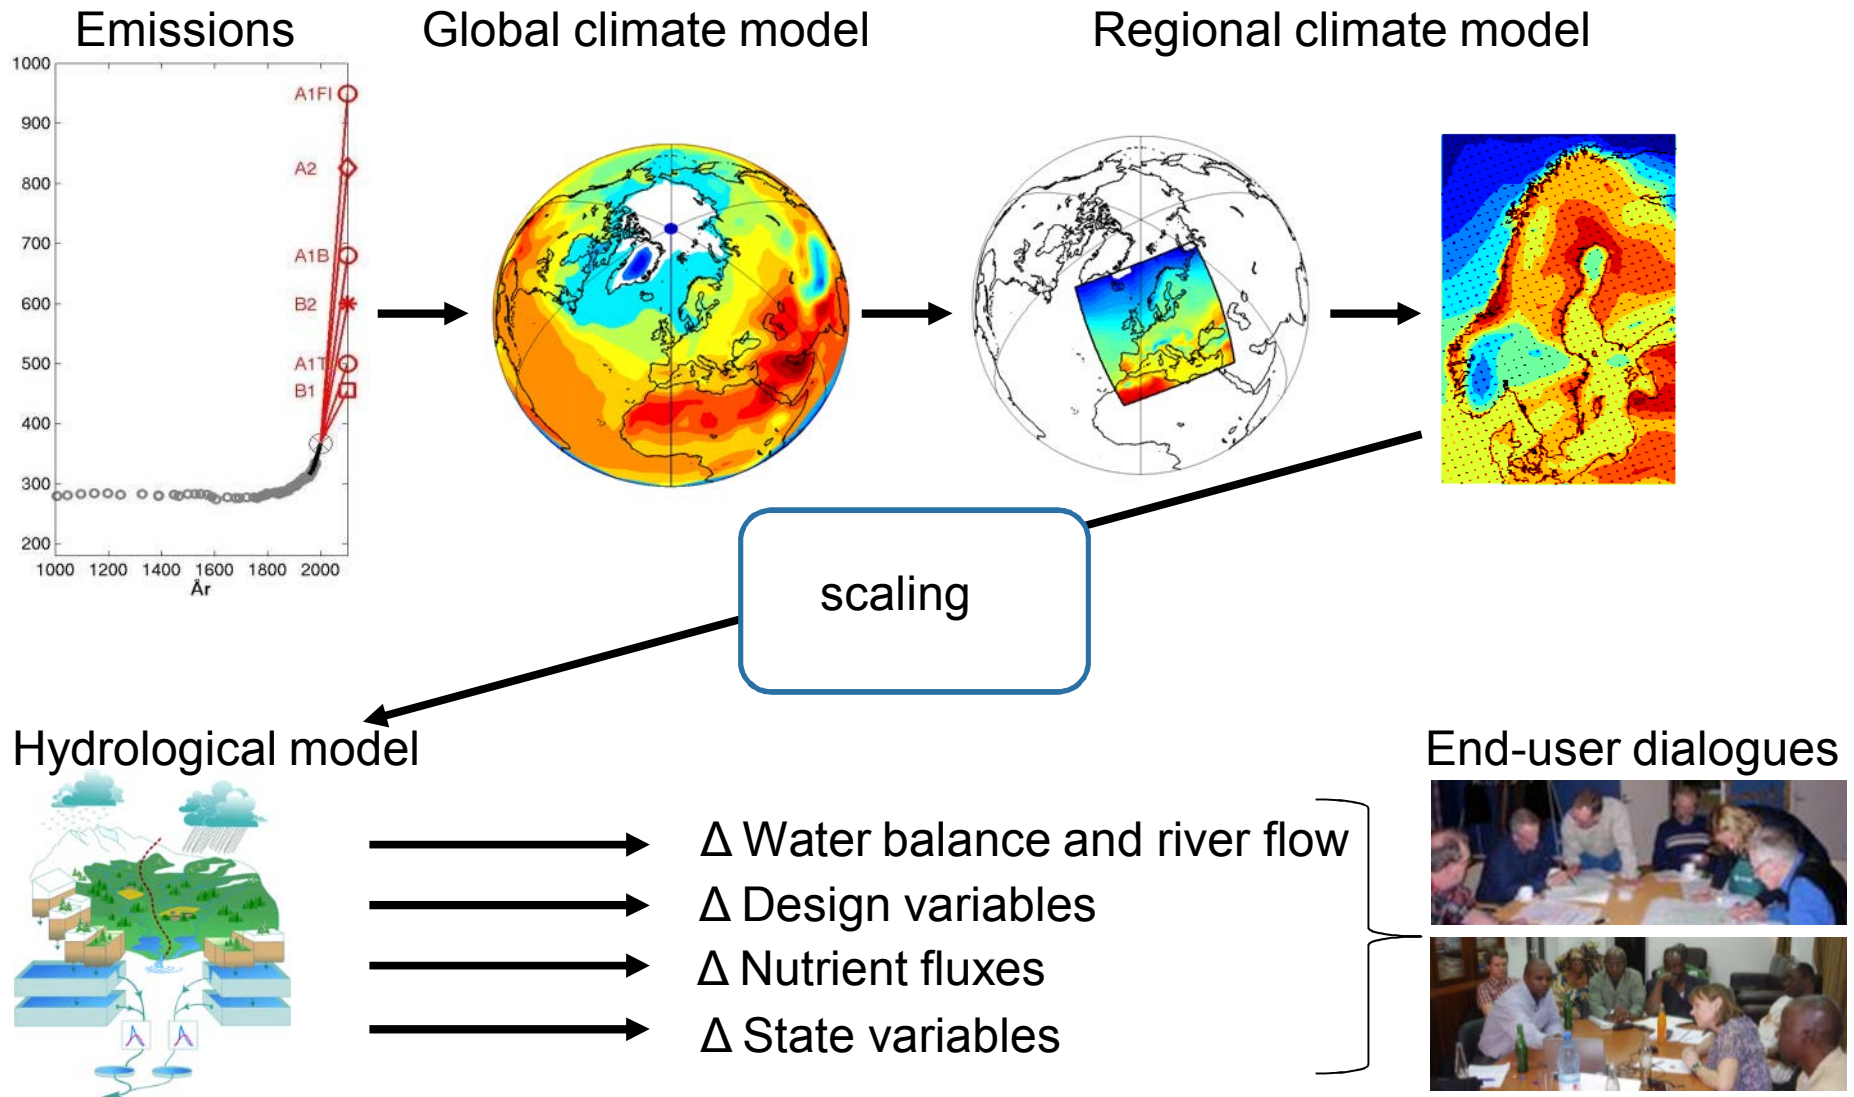 Emissions
Global climate model
Regional climate model
1000
900
800
700
600
500
400
300
200
A1FI
A2
A1B
B2
A1T
B1
1000 1200 1400 1600 1800 2000
År
scaling
Hydrological model
End-user dialogues
Δ Water balance and river flow
Δ Design variables
Δ Nutrient fluxes
Δ State variables